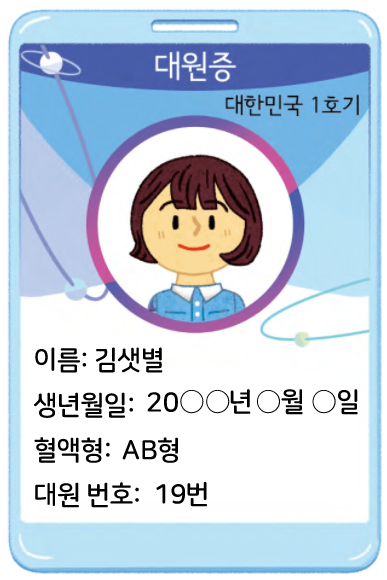 대원증
대한민국 1호기
이름: 김샛별
생년월일: 20○○년 ○월 ○일
혈액형: AB형
대원 번호: 19번